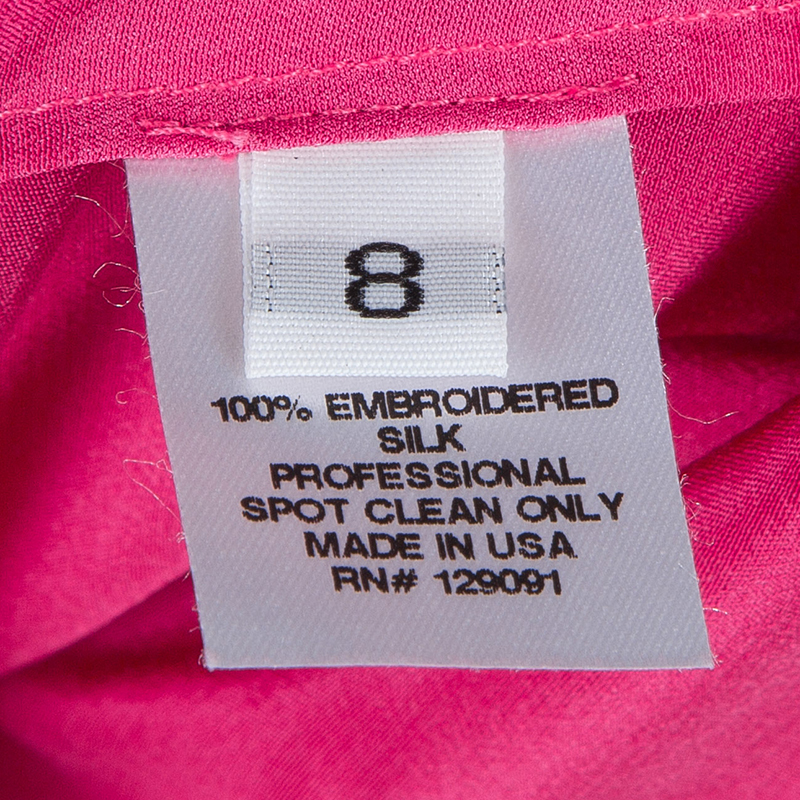 8
100% EMBROIDERED
SILK
PROFESSIONAL
SPOT CLEAN ONLY
MADE IN USA
RN# 129091